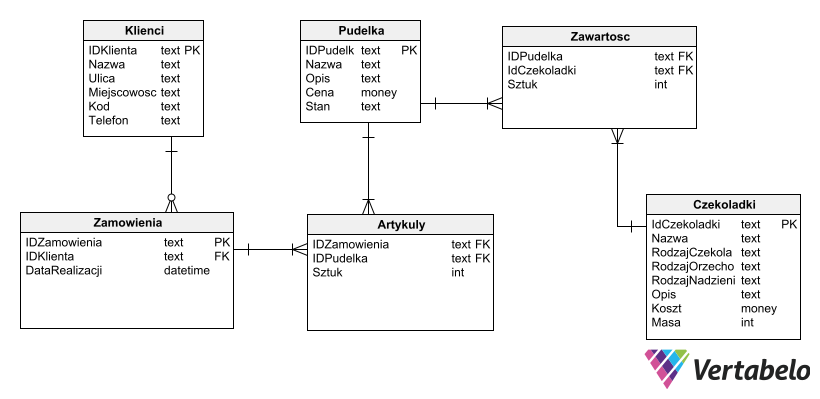 Klienci
IDKlienta text PK
Nazwa text
Ulica text
Miejscowosc text
Kod text
Telefon text
Pudelka
IDPudelk text PK
Nazwa text
Opis text
Cena money
Stan text
Zawartosc
IDPudelka text FK
IdCzekoladki text FK
Sztuk int
Zamowienia
IDZamowienia text PK
IDKlienta text FK
DataRealizacji datetime
Artykuly
IDZamowienia text FK
IDPudelka text FK
Sztuk int
Czekoladki
IdCzekoladki text PK
Nazwa text
RodzajCzekola text
RodzajOrzecho text
RodzajNadzieni text
Opis text
Koszt money
Masa int
Vertabelo